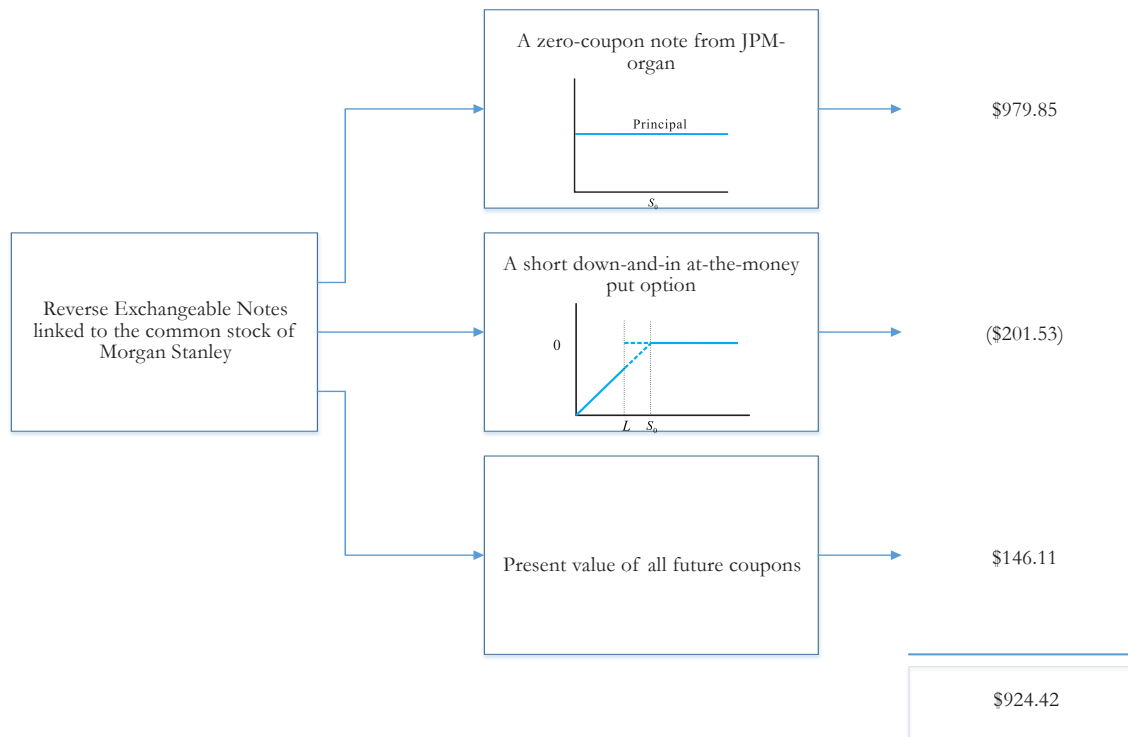 A zero-coupon note from JPM-
organ
Principal
S₀
$979.85
Reverse Exchangeable Notes
linked to the common stock of
Morgan Stanley
A short down-and-in at-the-money
put option
0
L
S₀
($201.53)
Present value of all future coupons
$146.11
$924.42